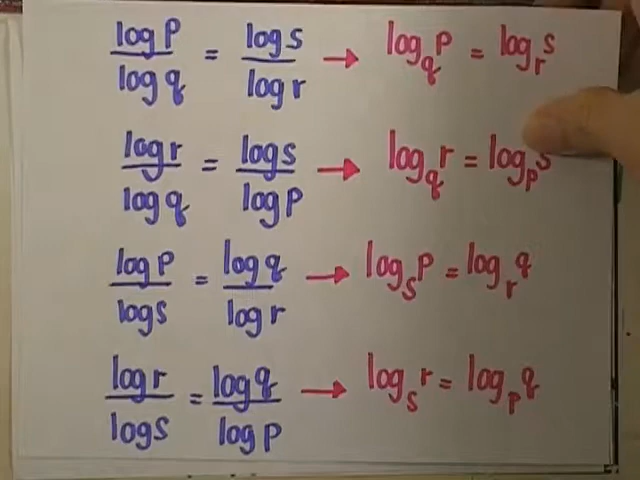 log p / log q = log s / log r → log_q p = log_r s
log r / log q = log s / log p → log_q r = log_p s
log p / log s = log q / log r → log_s p = log_r q
log r / log s = log q / log p → log_s r = log_p q